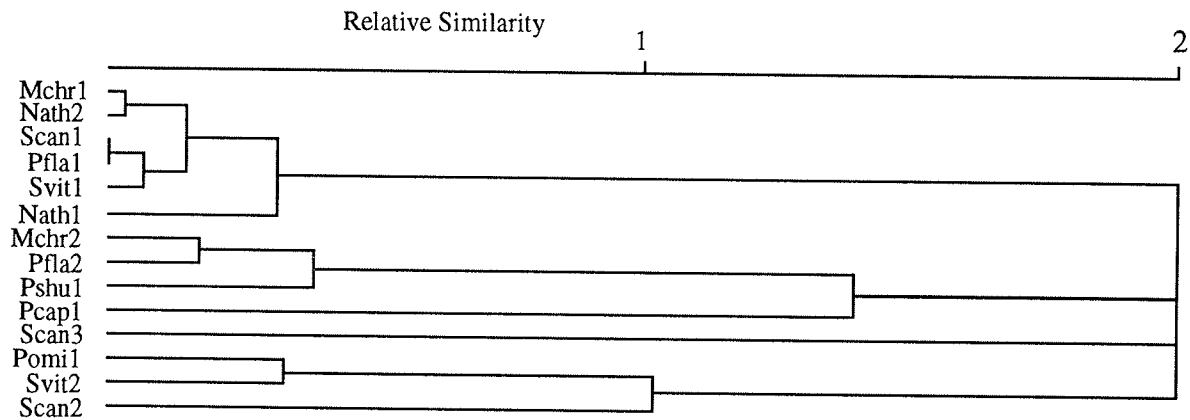 Relative Similarity
1
2
Mchr1
Nath2
Scan1
Pfla1
Svit1
Nath1
Mchr2
Pfla2
Pshu1
Pcap1
Scan3
Pomi1
Svit2
Scan2